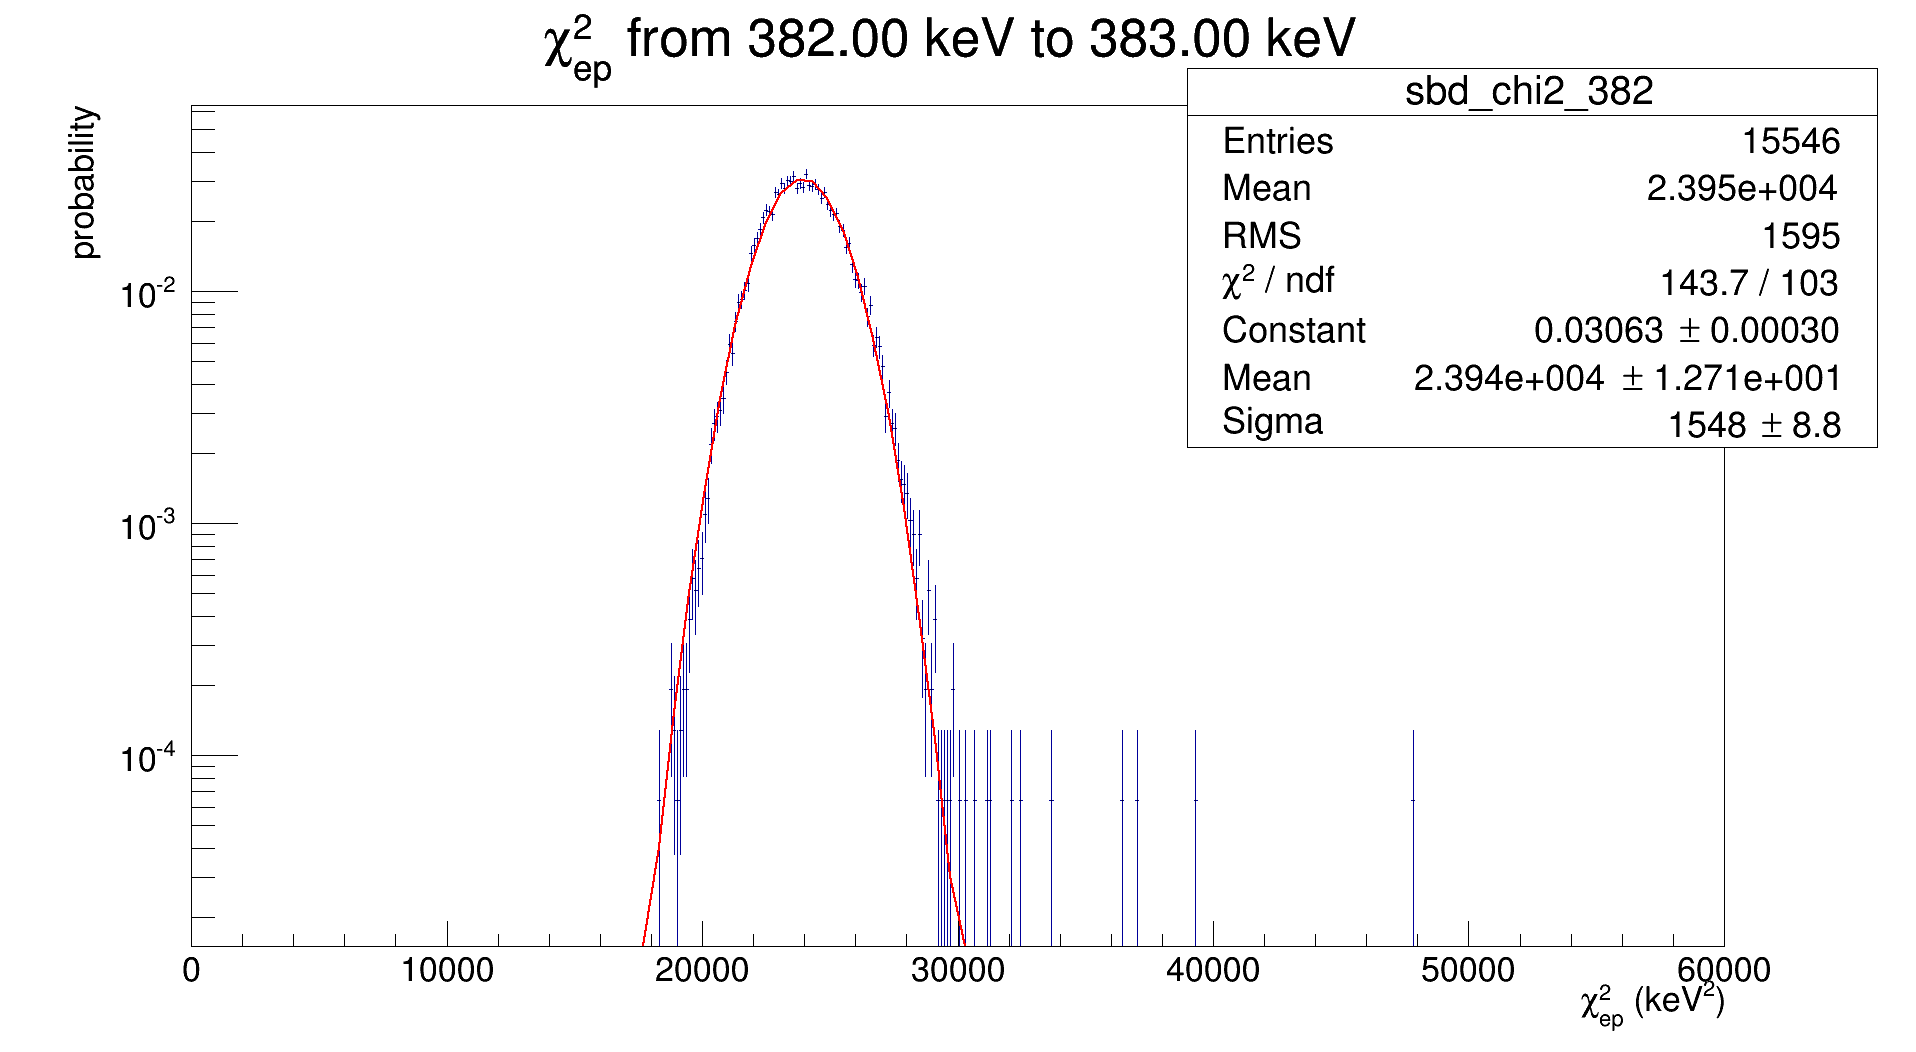 χ²ep from 382.00 keV to 383.00 keV
sbd_chi2_382
Entries 15546
Mean 2.395e+004
RMS 1595
χ² / ndf 143.7 / 103
Constant 0.03063 ± 0.00030
Mean 2.394e+004 ± 1.271e+001
Sigma 1548 ± 8.8
probability
10⁻²
10⁻³
10⁻⁴
0 10000 20000 30000 40000 50000 60000
χ²ep (keV²)